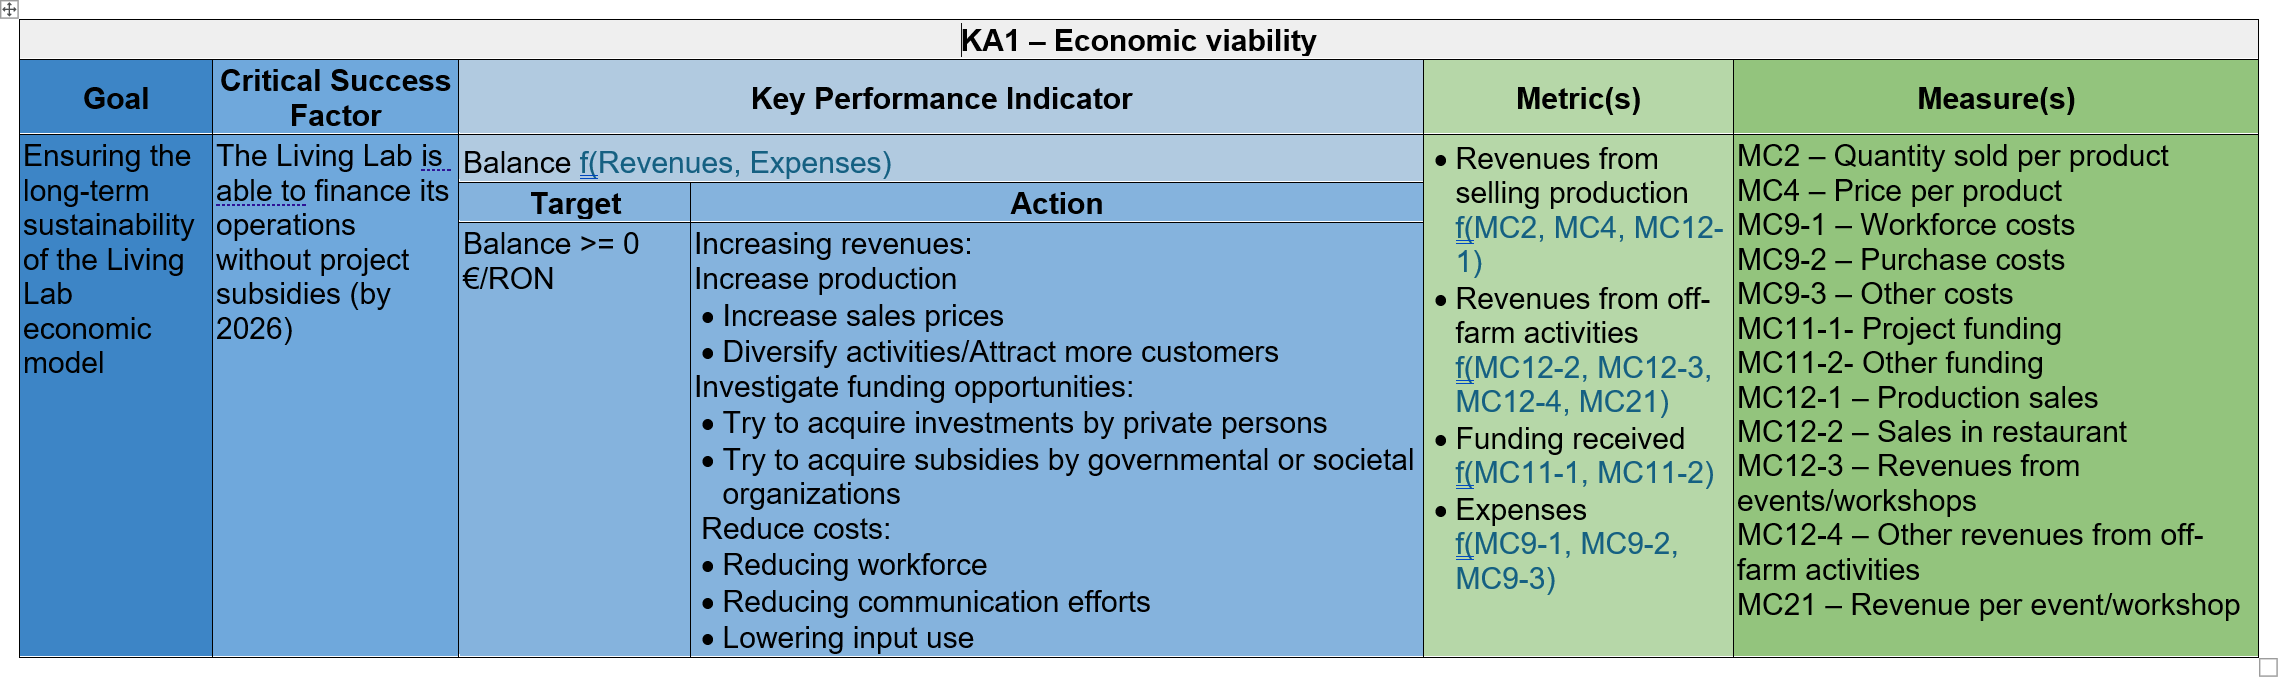 KA1 – Economic viability
Goal
Critical Success
Factor
Key Performance Indicator
Metric(s)
Measure(s)
Ensuring the
long-term
sustainability
of the Living
Lab
economic
model
The Living Lab is
able to finance its
operations
without project
subsidies (by
2026)
Balance f(Revenues, Expenses)
Target
Action
Balance >= 0
€/RON
Increasing revenues:
Increase production
• Increase sales prices
• Diversify activities/Attract more customers
Investigate funding opportunities:
• Try to acquire investments by private persons
• Try to acquire subsidies by governmental or societal
organizations
Reduce costs:
• Reducing workforce
• Reducing communication efforts
• Lowering input use
• Revenues from
selling production
f(MC2, MC4, MC12-
1)
• Revenues from off-
farm activities
f(MC12-2, MC12-3,
MC12-4, MC21)
• Funding received
f(MC11-1, MC11-2)
• Expenses
f(MC9-1, MC9-2,
MC9-3)
MC2 – Quantity sold per product
MC4 – Price per product
MC9-1 – Workforce costs
MC9-2 – Purchase costs
MC9-3 – Other costs
MC11-1- Project funding
MC11-2- Other funding
MC12-1 – Production sales
MC12-2 – Sales in restaurant
MC12-3 – Revenues from
events/workshops
MC12-4 – Other revenues from off-
farm activities
MC21 – Revenue per event/workshop